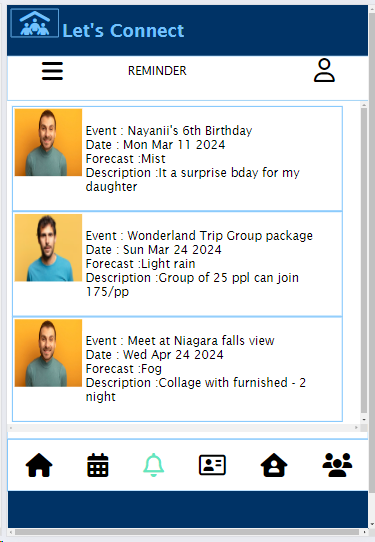 Let's Connect
REMINDER
Event : Nayanii's 6th Birthday
Date : Mon Mar 11 2024
Forecast :Mist
Description :It a surprise bday for my
daughter
Event : Wonderland Trip Group package
Date : Sun Mar 24 2024
Forecast :Light rain
Description :Group of 25 ppl can join
175/pp
Event : Meet at Niagara falls view
Date : Wed Apr 24 2024
Forecast :Fog
Description :Collage with furnished - 2
night